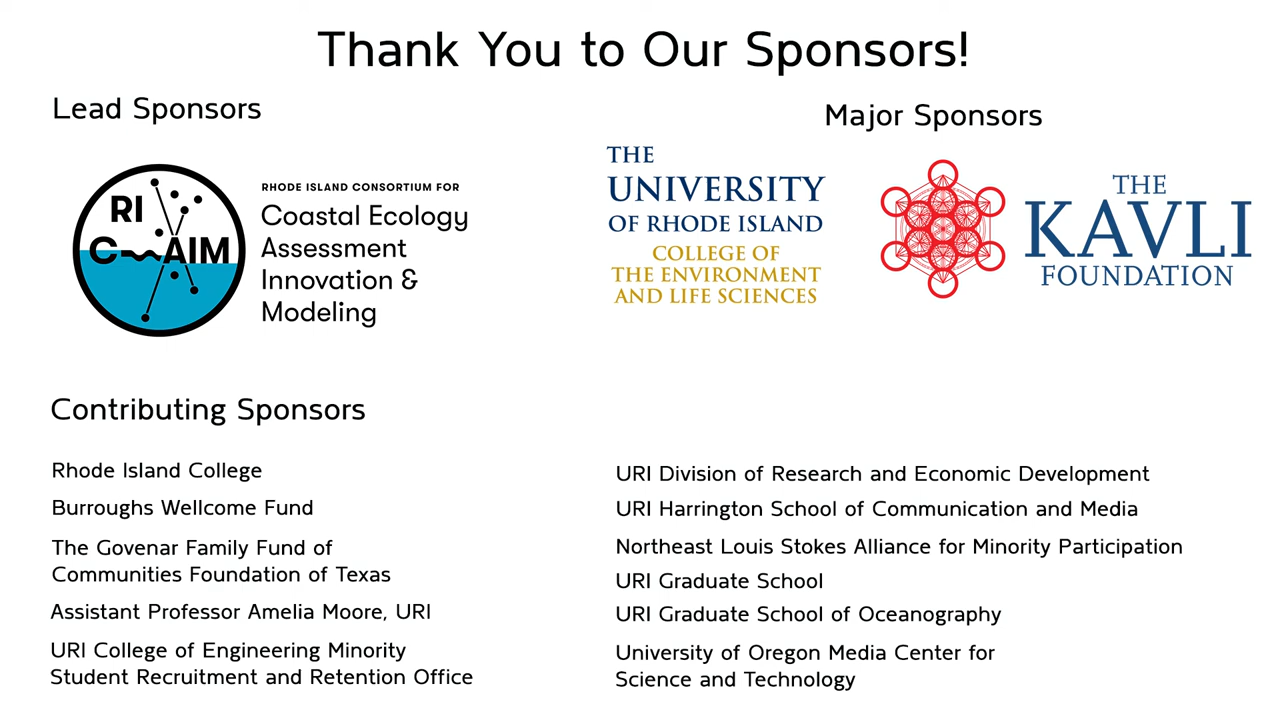 Thank You to Our Sponsors!
Lead Sponsors
RI
C AIM
RHODE ISLAND CONSORTIUM FOR
Coastal Ecology
Assessment
Innovation &
Modeling
Major Sponsors
THE
UNIVERSITY
OF RHODE ISLAND
COLLEGE OF
THE ENVIRONMENT
AND LIFE SCIENCES
THE
KAVLI
FOUNDATION
Contributing Sponsors
Rhode Island College
Burroughs Wellcome Fund
The Govenar Family Fund of
Communities Foundation of Texas
Assistant Professor Amelia Moore, URI
URI College of Engineering Minority
Student Recruitment and Retention Office
URI Division of Research and Economic Development
URI Harrington School of Communication and Media
Northeast Louis Stokes Alliance for Minority Participation
URI Graduate School
URI Graduate School of Oceanography
University of Oregon Media Center for
Science and Technology